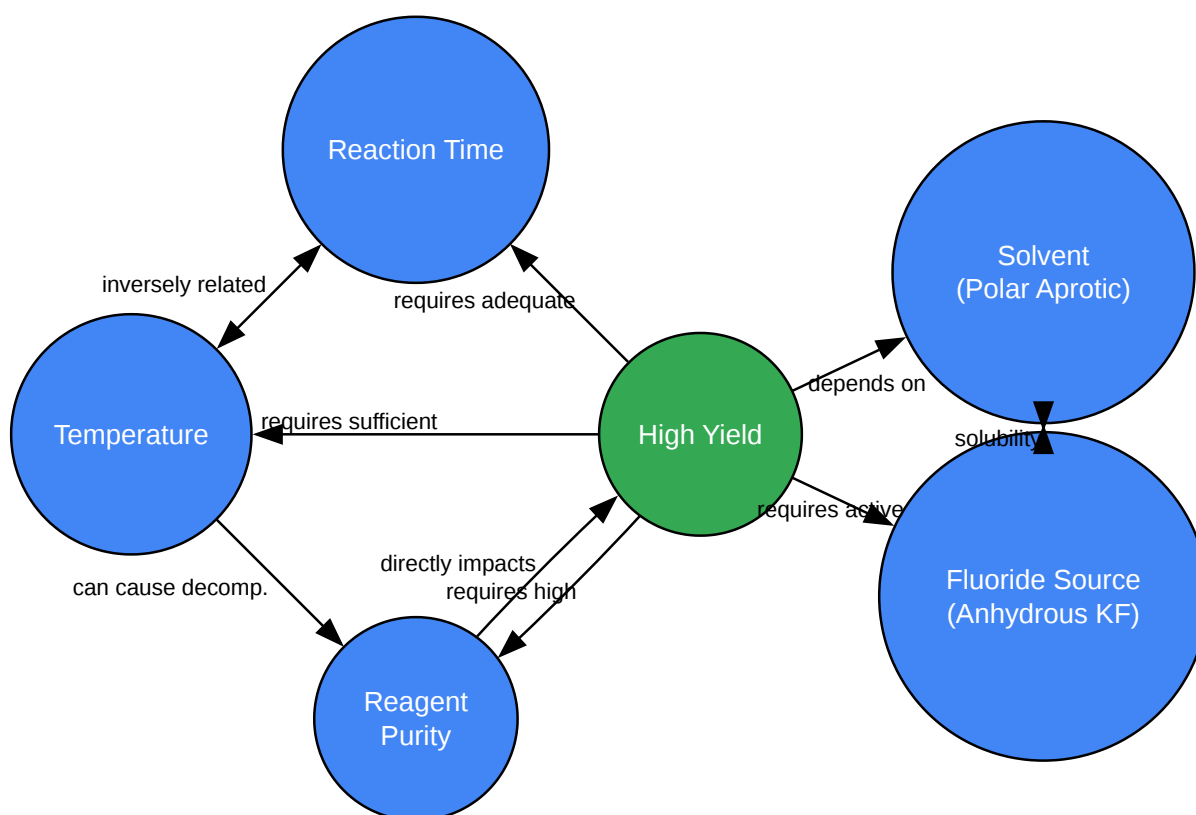 Reaction Time
Solvent
(Polar Aprotic)
inversely related
requires adequate
depends on
requires sufficient
Temperature
High Yield
solubility
requires active
directly impacts
requires high
can cause decomp.
Fluoride Source
(Anhydrous KF)
Reagent
Purity